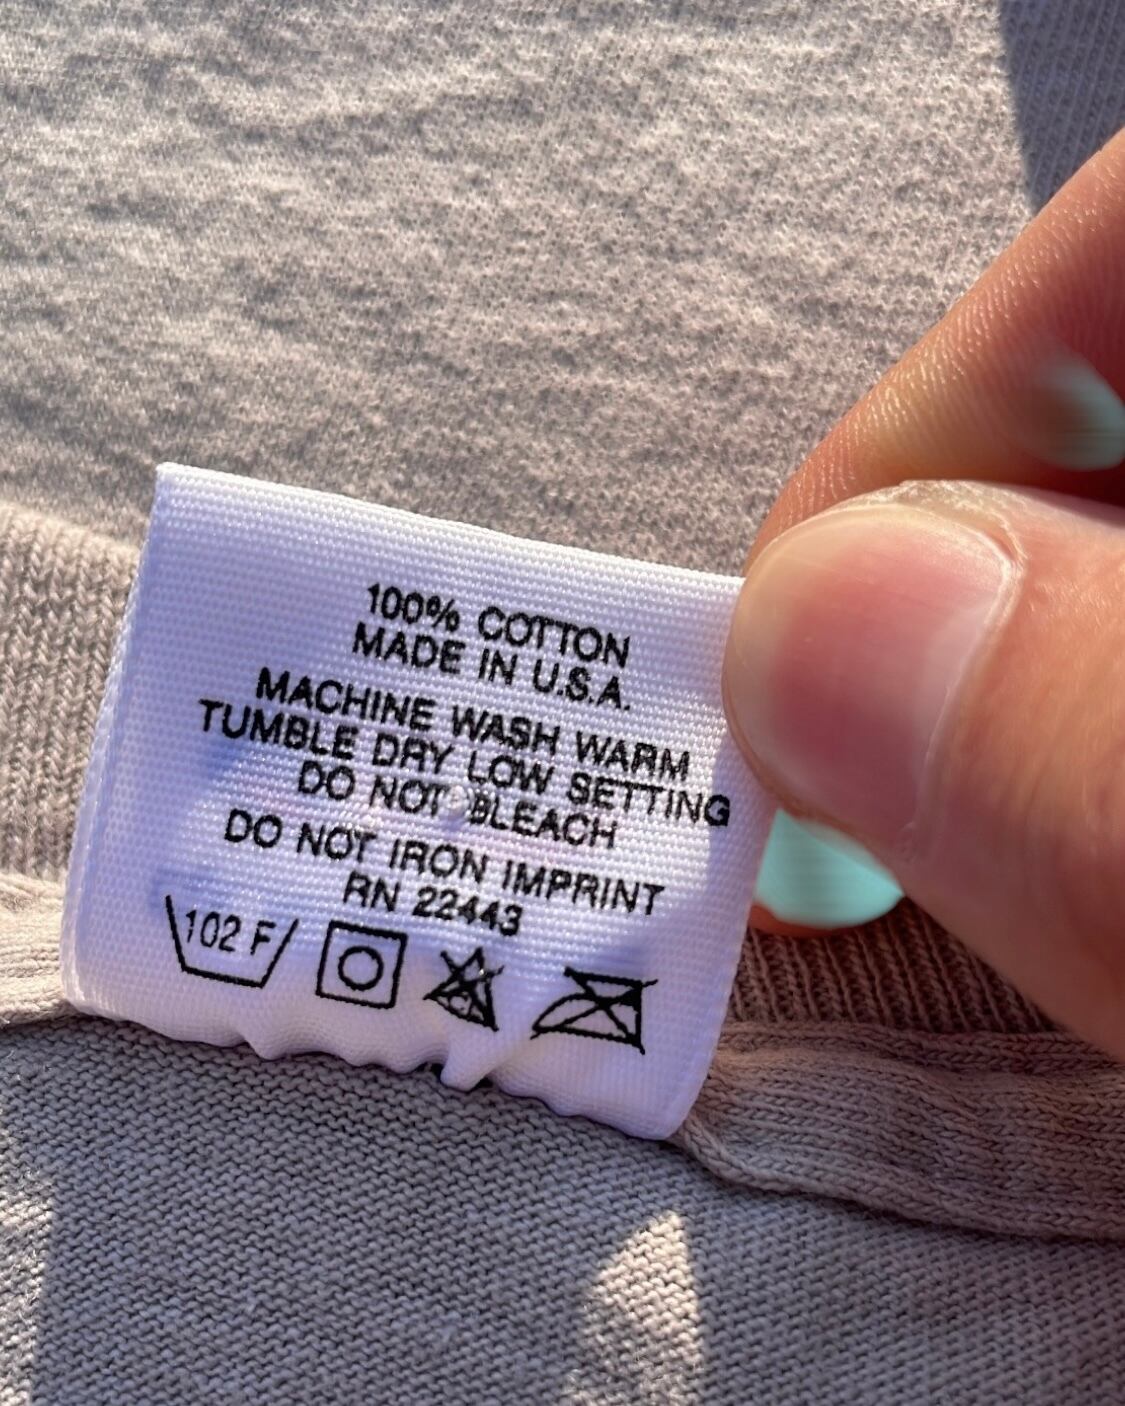 100% COTTON
MADE IN U.S.A.
MACHINE WASH WARM
TUMBLE DRY LOW SETTING
DO NOT BLEACH
DO NOT IRON IMPRINT
RN 22443
102 F